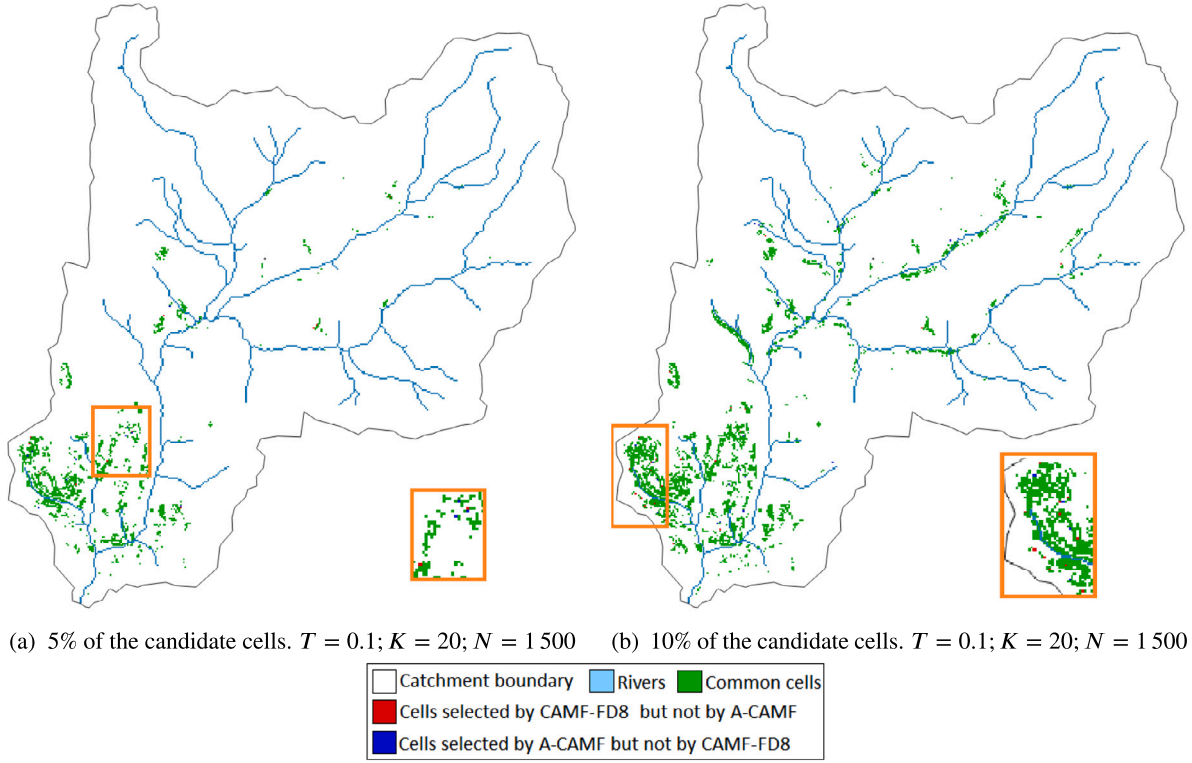 (a) 5% of the candidate cells. T = 0.1; K = 20; N = 1 500
(b) 10% of the candidate cells. T = 0.1; K = 20; N = 1 500
Catchment boundary Rivers Common cells
Cells selected by CAMF-FD8 but not by A-CAMF
Cells selected by A-CAMF but not by CAMF-FD8